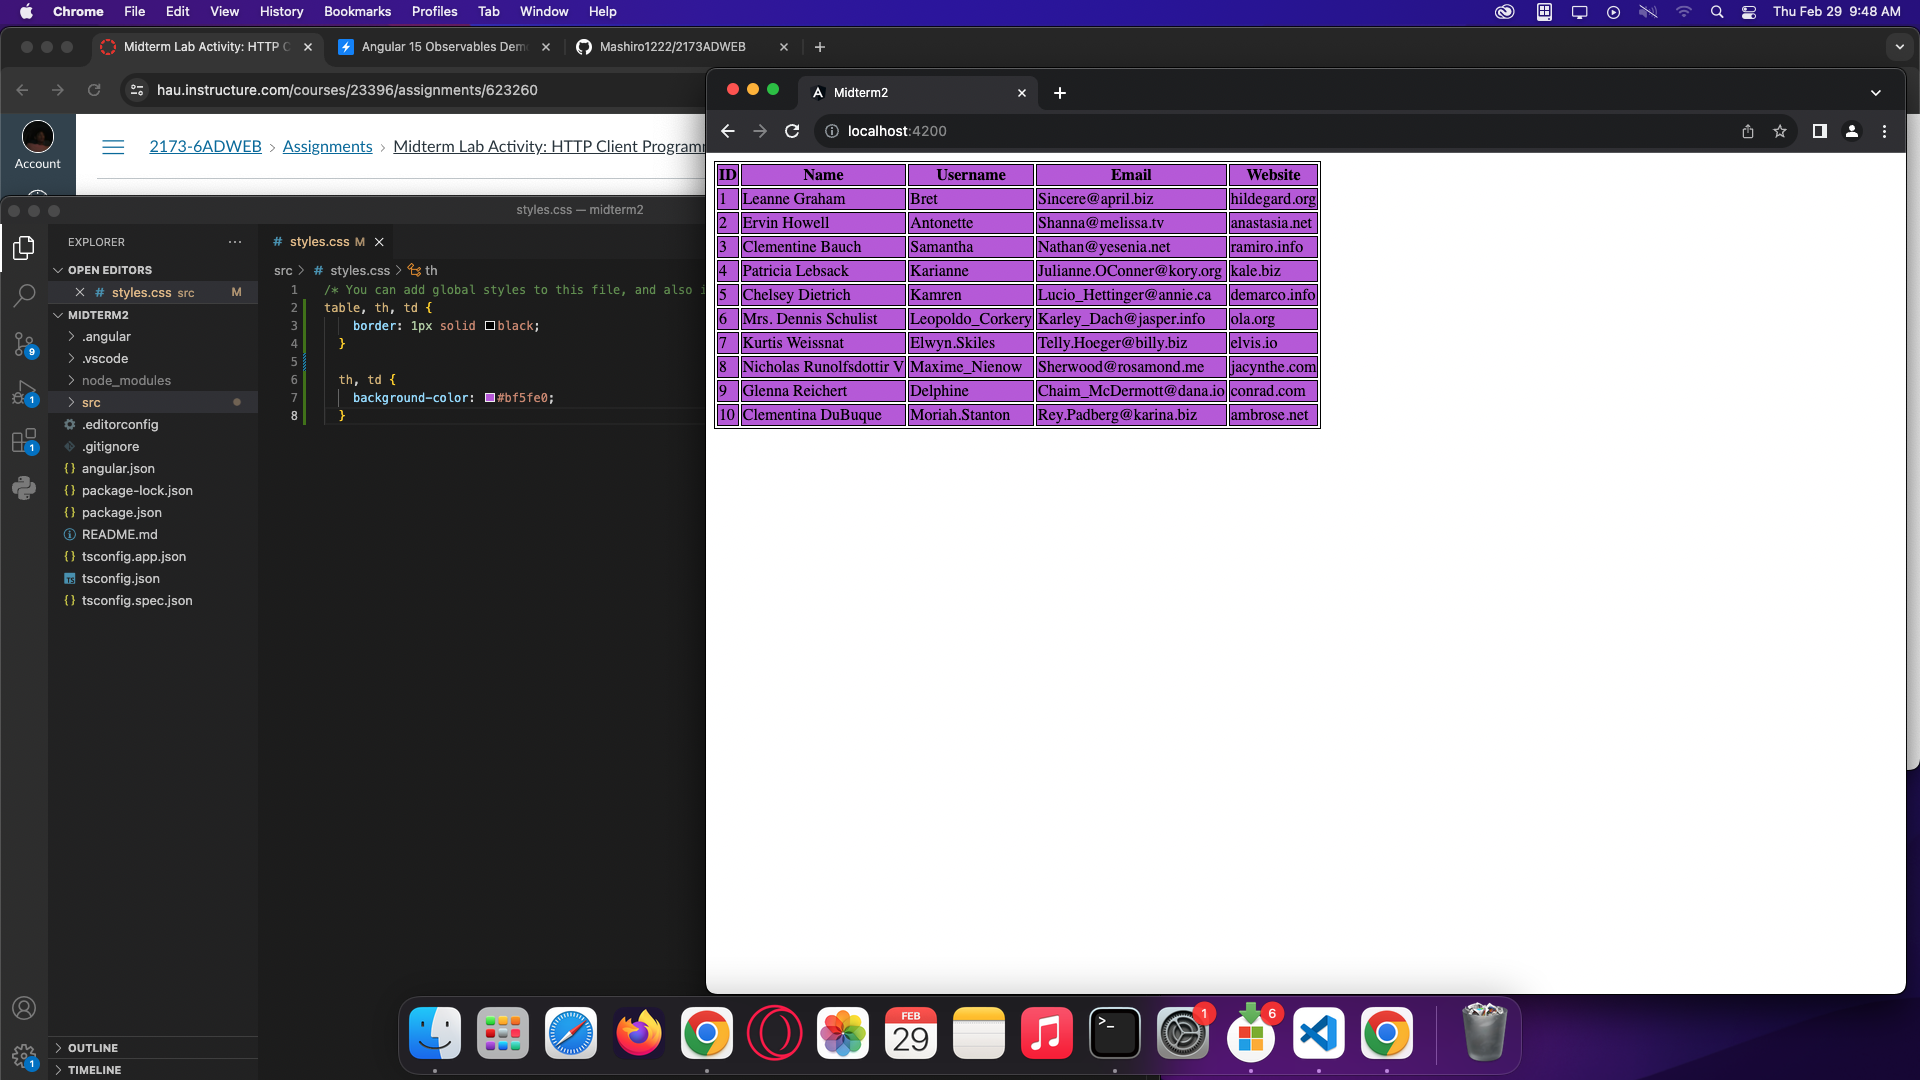 Chrome File Edit View History Bookmarks Profiles Tab Window Help Thu Feb 29 9:48 AM
Midterm Lab Activity: HTTP C
Angular 15 Observables Dem
Mashiro1222/2173ADWEB
hau.instructure.com/courses/23396/assignments/623260
Account
2173-6ADWEB > Assignments > Midterm Lab Activity: HTTP Client Programm
styles.css — midterm2
EXPLORER
OPEN EDITORS
# styles.css src M
MIDTERM2
.angular
.vscode
node_modules
src
.editorconfig
.gitignore
{} angular.json
{} package-lock.json
{} package.json
README.md
{} tsconfig.app.json
TS tsconfig.json
{} tsconfig.spec.json
OUTLINE
TIMELINE
9
1
1
1
# styles.css M
src > # styles.css > th
1 /* You can add global styles to this file, and also i
2 table, th, td {
3 border: 1px solid black;
4 }
5
6 th, td {
7 background-color: #bf5fe0;
8 }
Midterm2
localhost:4200
ID Name Username Email Website
1 Leanne Graham Bret Sincere@april.biz hildegard.org
2 Ervin Howell Antonette Shanna@melissa.tv anastasia.net
3 Clementine Bauch Samantha Nathan@yesenia.net ramiro.info
4 Patricia Lebsack Karianne Julianne.OConner@kory.org kale.biz
5 Chelsey Dietrich Kamren Lucio_Hettinger@annie.ca demarco.info
6 Mrs. Dennis Schulist Leopoldo_Corkery Karley_Dach@jasper.info ola.org
7 Kurtis Weissnat Elwyn.Skiles Telly.Hoeger@billy.biz elvis.io
8 Nicholas Runolfsdottir V Maxime_Nienow Sherwood@rosamond.me jacynthe.com
9 Glenna Reichert Delphine Chaim_McDermott@dana.io conrad.com
10 Clementina DuBuque Moriah.Stanton Rey.Padberg@karina.biz ambrose.net
FEB
29
>_
1
6